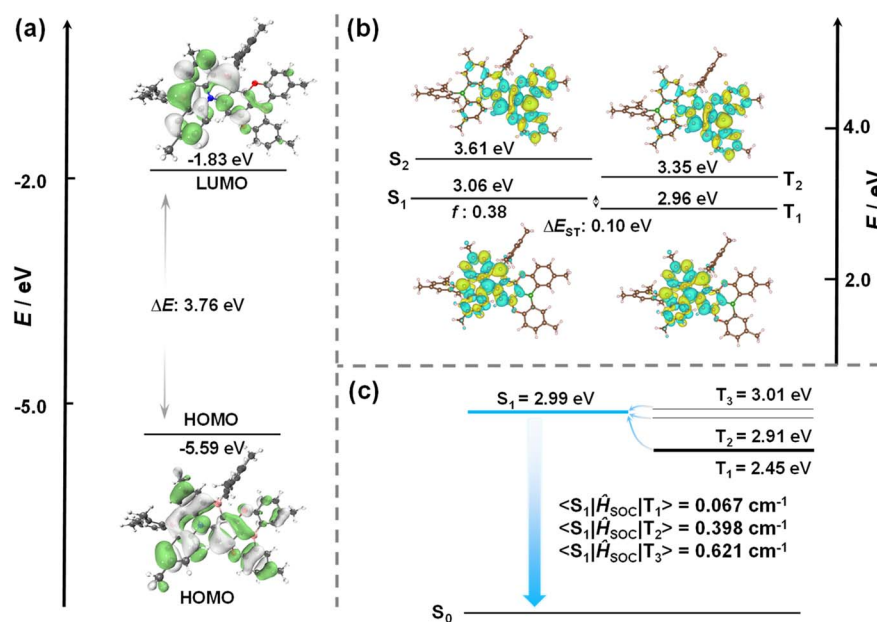 (a)
E / eV
-2.0
-5.0
-1.83 eV
LUMO
ΔE: 3.76 eV
HOMO
-5.59 eV
HOMO
(b)
S2
3.61 eV
S1
3.06 eV
f : 0.38
3.35 eV
T2
2.96 eV
T1
ΔEST: 0.10 eV
4.0
2.0
E / eV
(c)
S1 = 2.99 eV
T3 = 3.01 eV
T2 = 2.91 eV
T1 = 2.45 eV
<S1|ĤSOC|T1> = 0.067 cm-1
<S1|ĤSOC|T2> = 0.398 cm-1
<S1|ĤSOC|T3> = 0.621 cm-1
S0